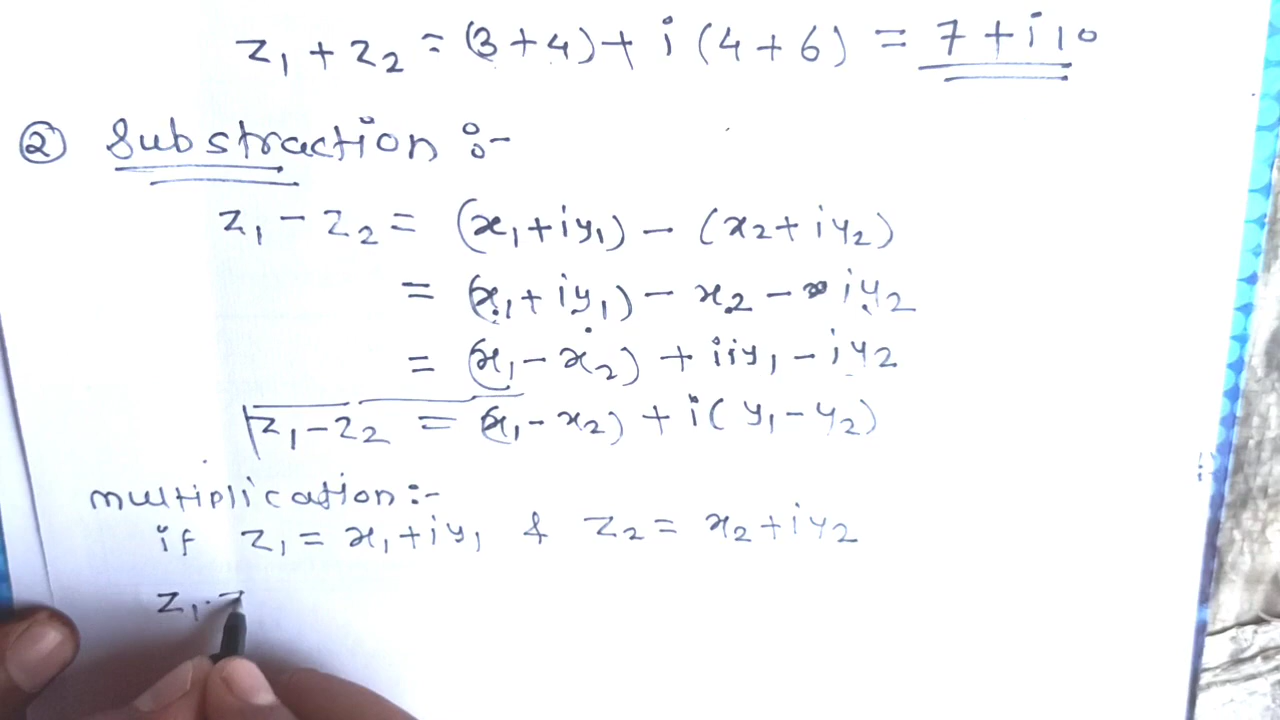 z₁ + z₂ = (3+4)+ i (4+6) = 7+i10
② Substraction :-
z₁ - z₂ = (x₁+iy₁) - (x₂+iy₂)
= (x₁+iy₁) - x₂ - iy₂
= (x₁-x₂) + iiy₁ - iy₂
z₁-z₂ = (x₁-x₂) + i(y₁-y₂)
multiplication :-
if z₁ = x₁+iy₁ & z₂ = x₂+iy₂
z₁.z